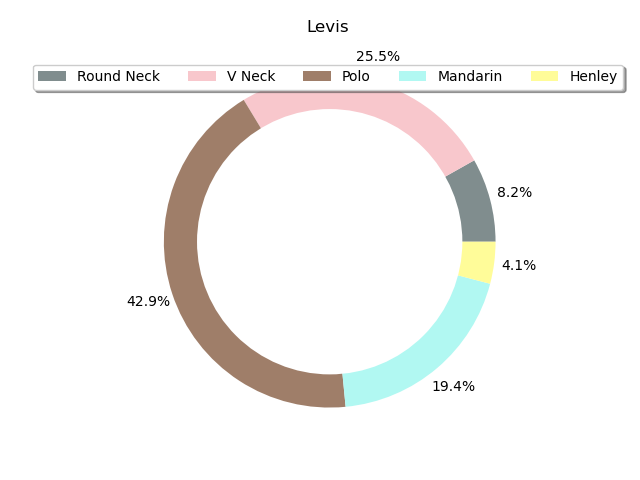 Levis
25.5%
Round Neck V Neck Polo Mandarin Henley
8.2%
4.1%
42.9%
19.4%